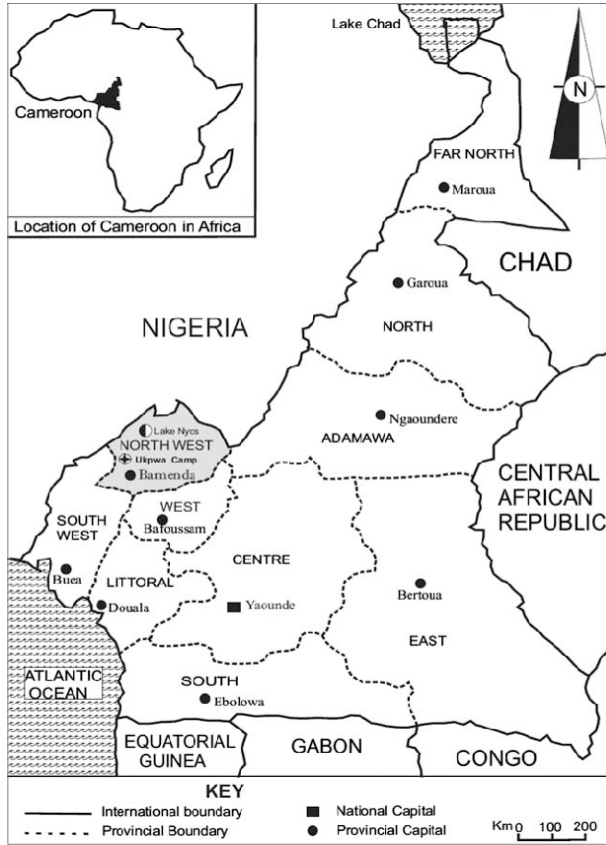 Lake Chad
N
Cameroon
Location of Cameroon in Africa
FAR NORTH
Maroua
CHAD
Garoua
NORTH
NIGERIA
Ngaoundere
ADAMAWA
Lake Nyos
NORTH WEST
Ukpwa Camp
Bamenda
CENTRAL
AFRICAN
REPUBLIC
WEST
Bafoussam
SOUTH
WEST
CENTRE
Buea
LITTORAL
Douala
Yaounde
Bertoua
EAST
ATLANTIC
OCEAN
SOUTH
Ebolowa
EQUATORIAL
GUINEA
GABON
CONGO
KEY
International boundary
National Capital
Provincial Boundary
Provincial Capital
Km 0 100 200